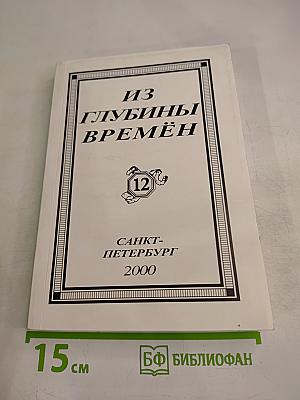 ИЗ
ГЛУБИНЫ
ВРЕМЁН
12
САНКТ-
ПЕТЕРБУРГ
2000
15 см
БФ БИБЛИОФАН